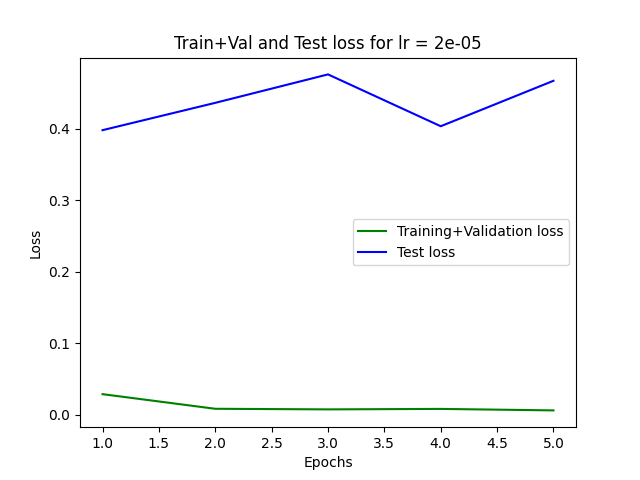 Train+Val and Test loss for lr = 2e-05
Loss
0.4
0.3
0.2
0.1
0.0
Training+Validation loss
Test loss
1.0 1.5 2.0 2.5 3.0 3.5 4.0 4.5 5.0
Epochs